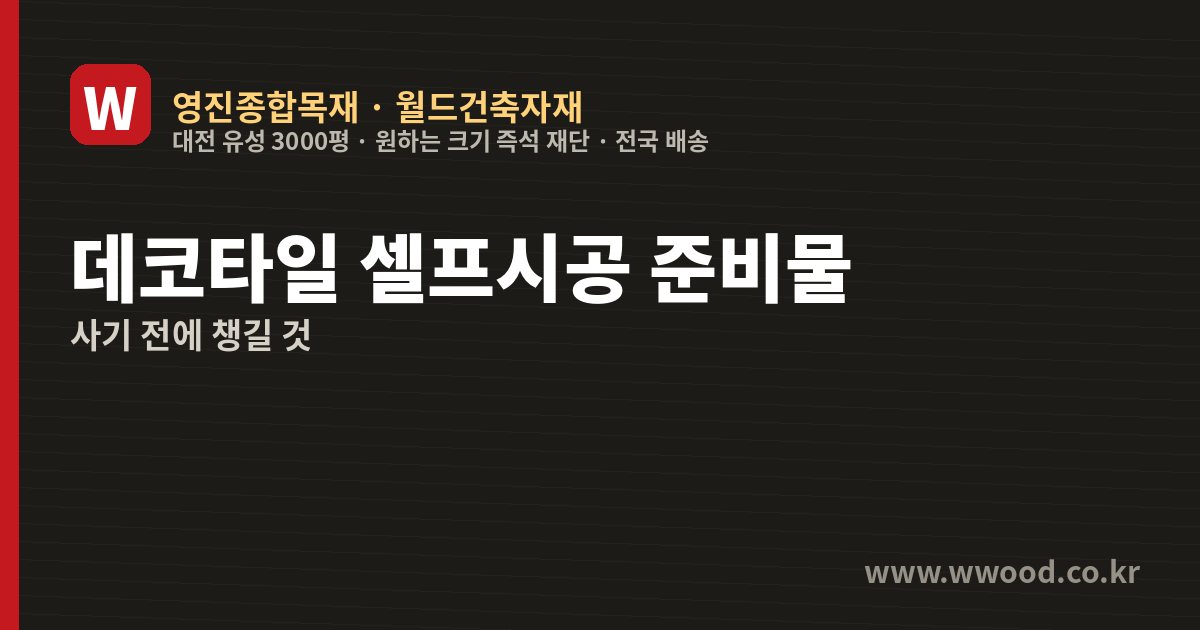 W
영진종합목재 · 월드건축자재
대전 유성 3000평 · 원하는 크기 즉석 재단 · 전국 배송
데코타일 셀프시공 준비물
사기 전에 챙길 것
www.wwood.co.kr